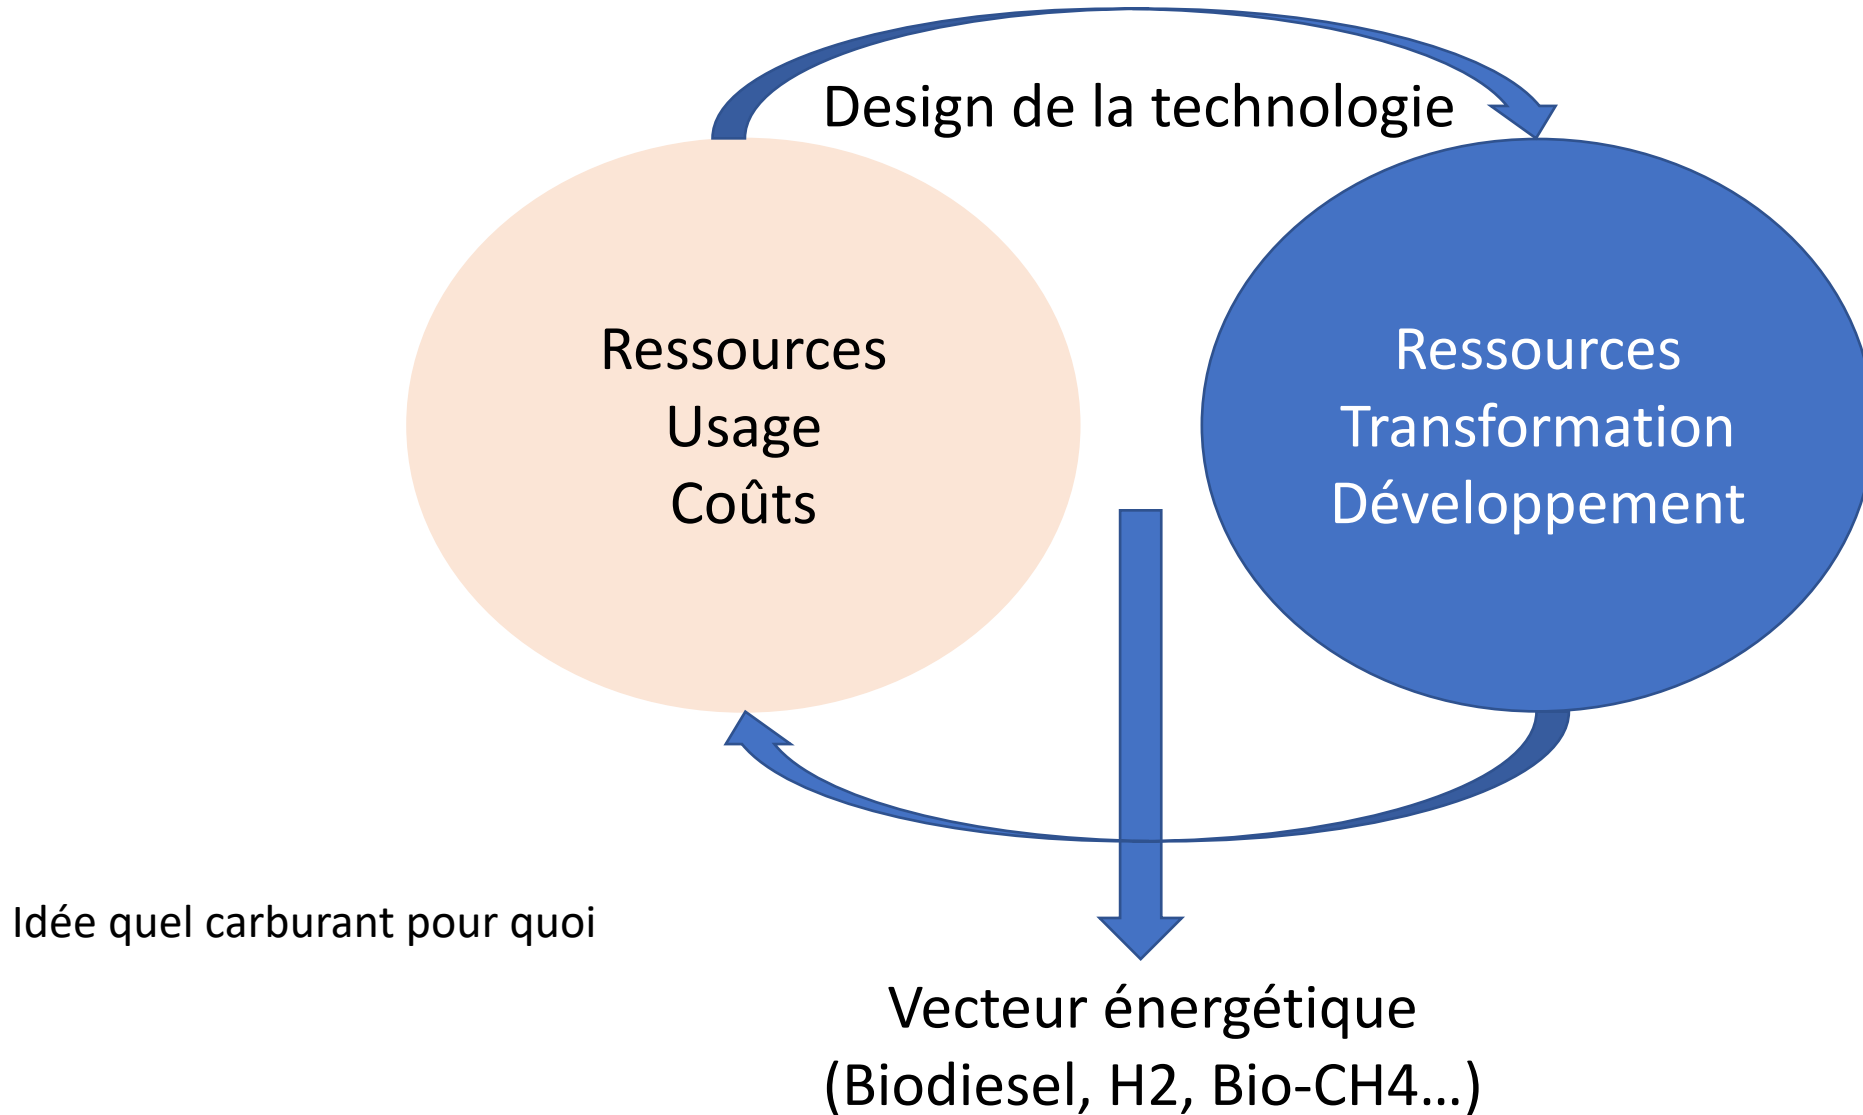 Design de la technologie
Ressources
Usage
Coûts
Ressources
Transformation
Développement
Idée quel carburant pour quoi
Vecteur énergétique
(Biodiesel, H2, Bio-CH4...)